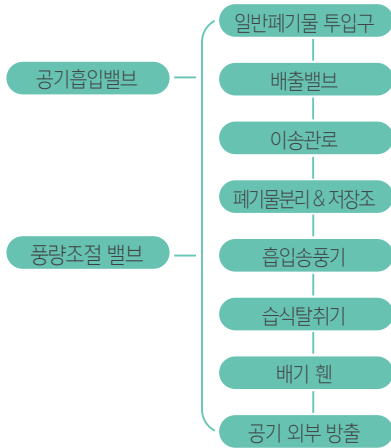 일반폐기물 투입구
공기흡입밸브
배출밸브
이송관로
폐기물분리 & 저장조
풍량조절 밸브
흡입송풍기
습식탈취기
배기 휀
공기 외부 방출